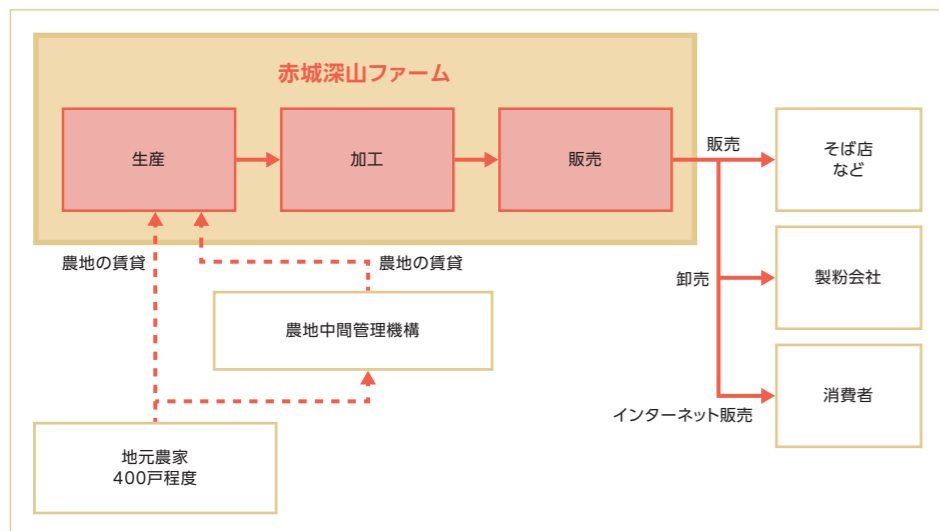 赤城深山ファーム
生産
加工
販売
販売
そば店
など
農地の賃貸
農地の賃貸
卸売
製粉会社
農地中間管理機構
インターネット販売
消費者
地元農家
400戸程度